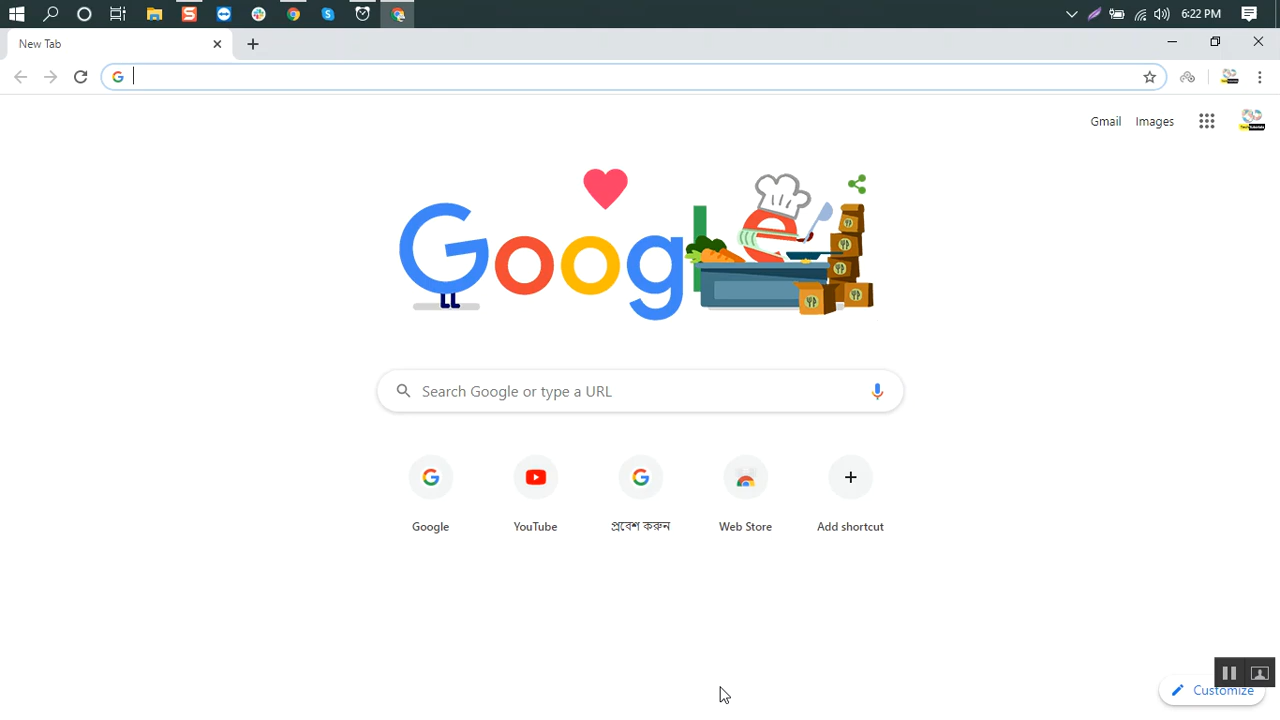 6:22 PM
New Tab
Gmail Images
Google
Search Google or type a URL
Google YouTube প্রবেশ করুন Web Store Add shortcut
Customize